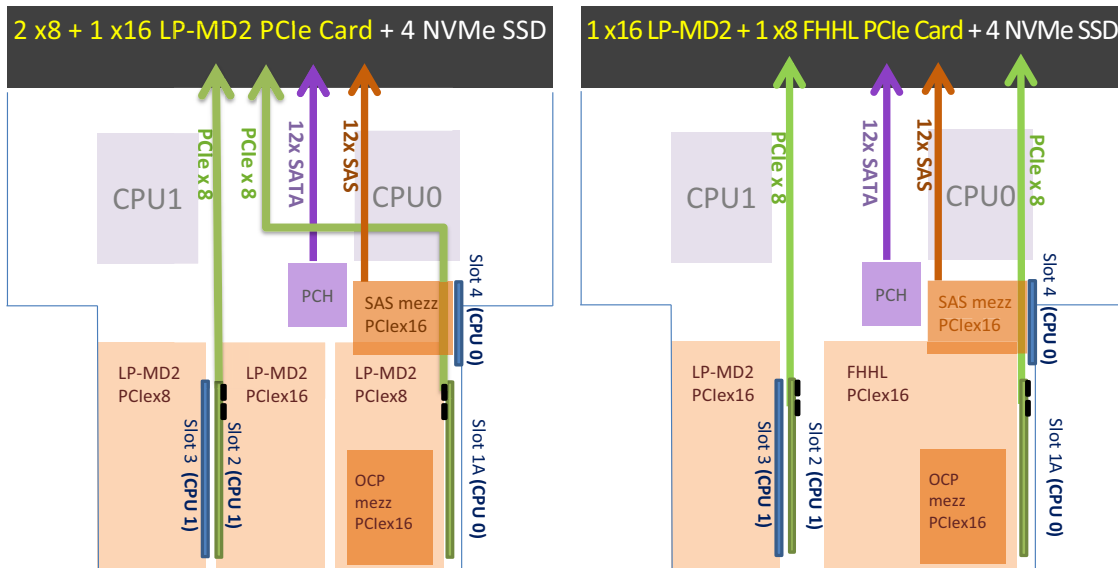 2 x8 + 1 x16 LP-MD2 PCIe Card + 4 NVMe SSD
PCIe x 8
PCIe x 8
12x SATA
12x SAS
CPU1
CPU0
PCH
SAS mezz
PCIex16
Slot 4 (CPU 0)
LP-MD2
PCIex8
LP-MD2
PCIex16
LP-MD2
PCIex8
Slot 3 (CPU 1)
Slot 2 (CPU 1)
Slot 1A (CPU 0)
OCP
mezz
PCIex16
1 x16 LP-MD2 + 1 x8 FHHL PCIe Card + 4 NVMe SSD
PCIe x 8
12x SATA
12x SAS
PCIe x 8
CPU1
CPU0
PCH
SAS mezz
PCIex16
Slot 4 (CPU 0)
LP-MD2
PCIex16
FHHL
PCIex16
Slot 3 (CPU 1)
Slot 2 (CPU 1)
Slot 1A (CPU 0)
OCP
mezz
PCIex16